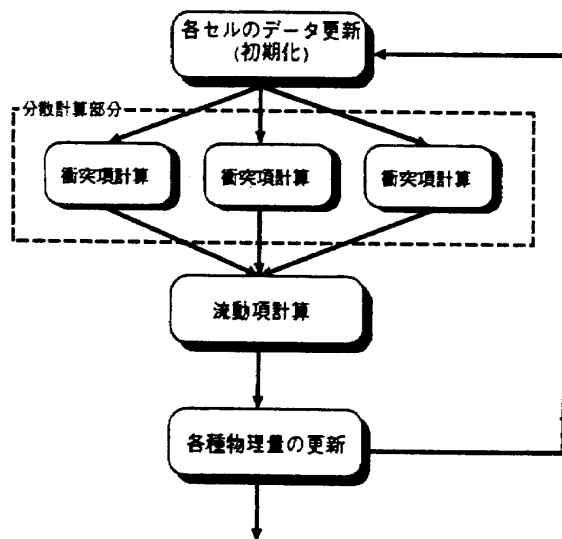 各セルのデータ更新
(初期化)
分散計算部分
衝突項計算
衝突項計算
衝突項計算
流動項計算
各種物理量の更新